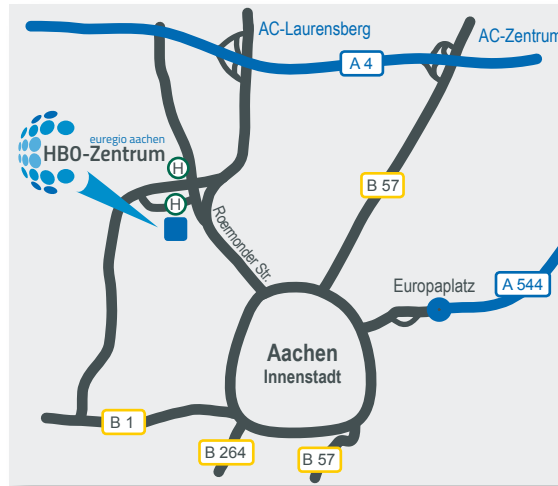 AC-Laurensberg
AC-Zentrum
A 4
euregio aachen
HBO-Zentrum
H
B 57
H
Roermonder Str.
Europaplatz
A 544
Aachen
Innenstadt
B 1
B 264
B 57